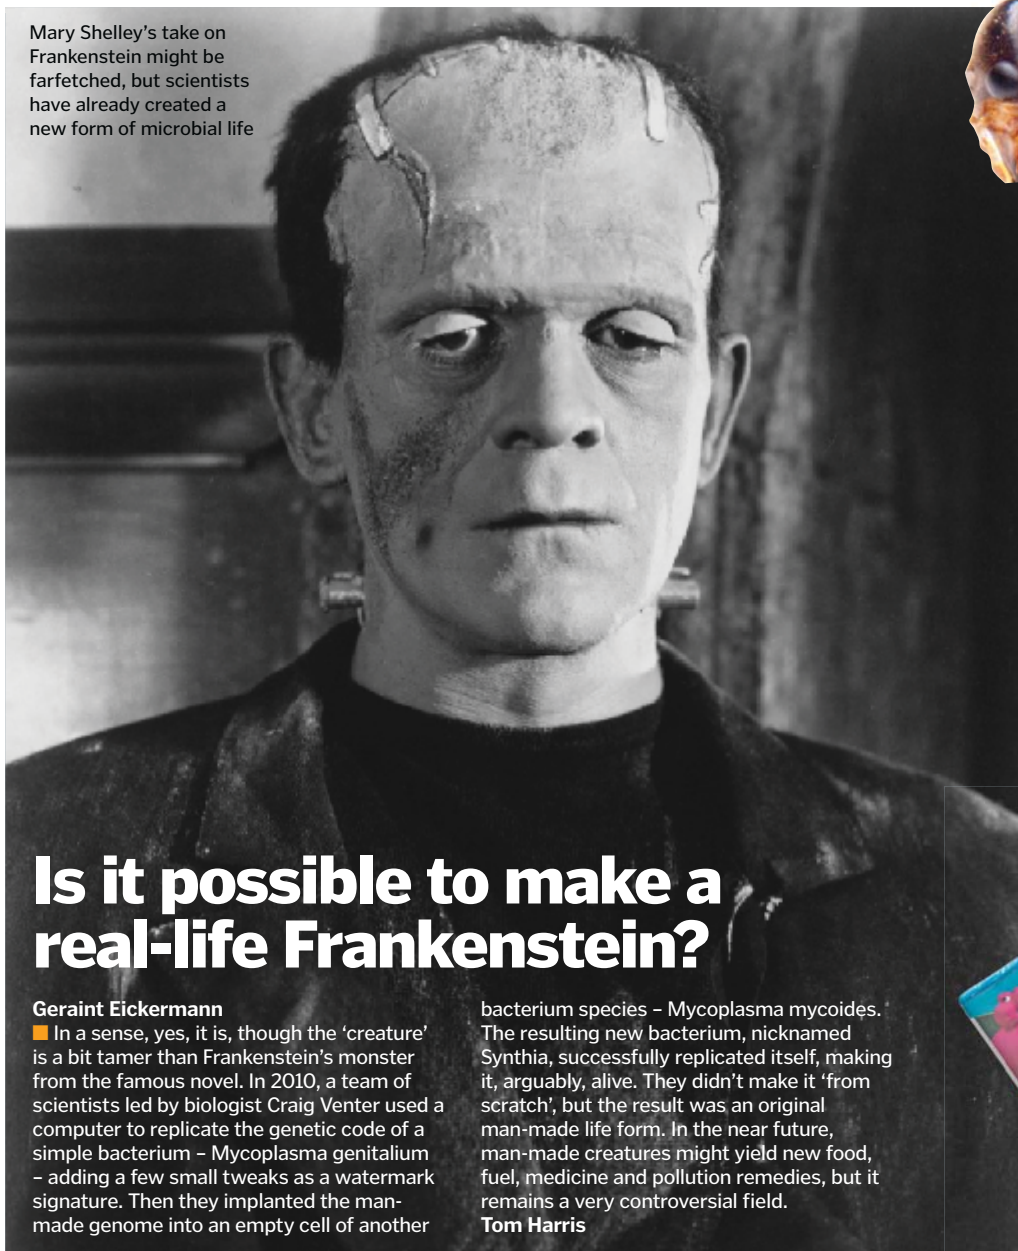 Mary Shelley's take on
Frankenstein might be
farfetched, but scientists
have already created a
new form of microbial life
Is it possible to make a
real-life Frankenstein?
Geraint Eickermann
In a sense, yes, it is, though the ‘creature’
is a bit tamer than Frankenstein's monster
from the famous novel. In 2010, a team of
scientists led by biologist Craig Venter used a
computer to replicate the genetic code of a
simple bacterium – Mycoplasma genitalium
– adding a few small tweaks as a watermark
signature. Then they implanted the man-
made genome into an empty cell of another
bacterium species – Mycoplasma mycoides.
The resulting new bacterium, nicknamed
Synthia, successfully replicated itself, making
it, arguably, alive. They didn't make it ‘from
scratch’, but the result was an original
man-made life form. In the near future,
man-made creatures might yield new food,
fuel, medicine and pollution remedies, but it
remains a very controversial field.
Tom Harris